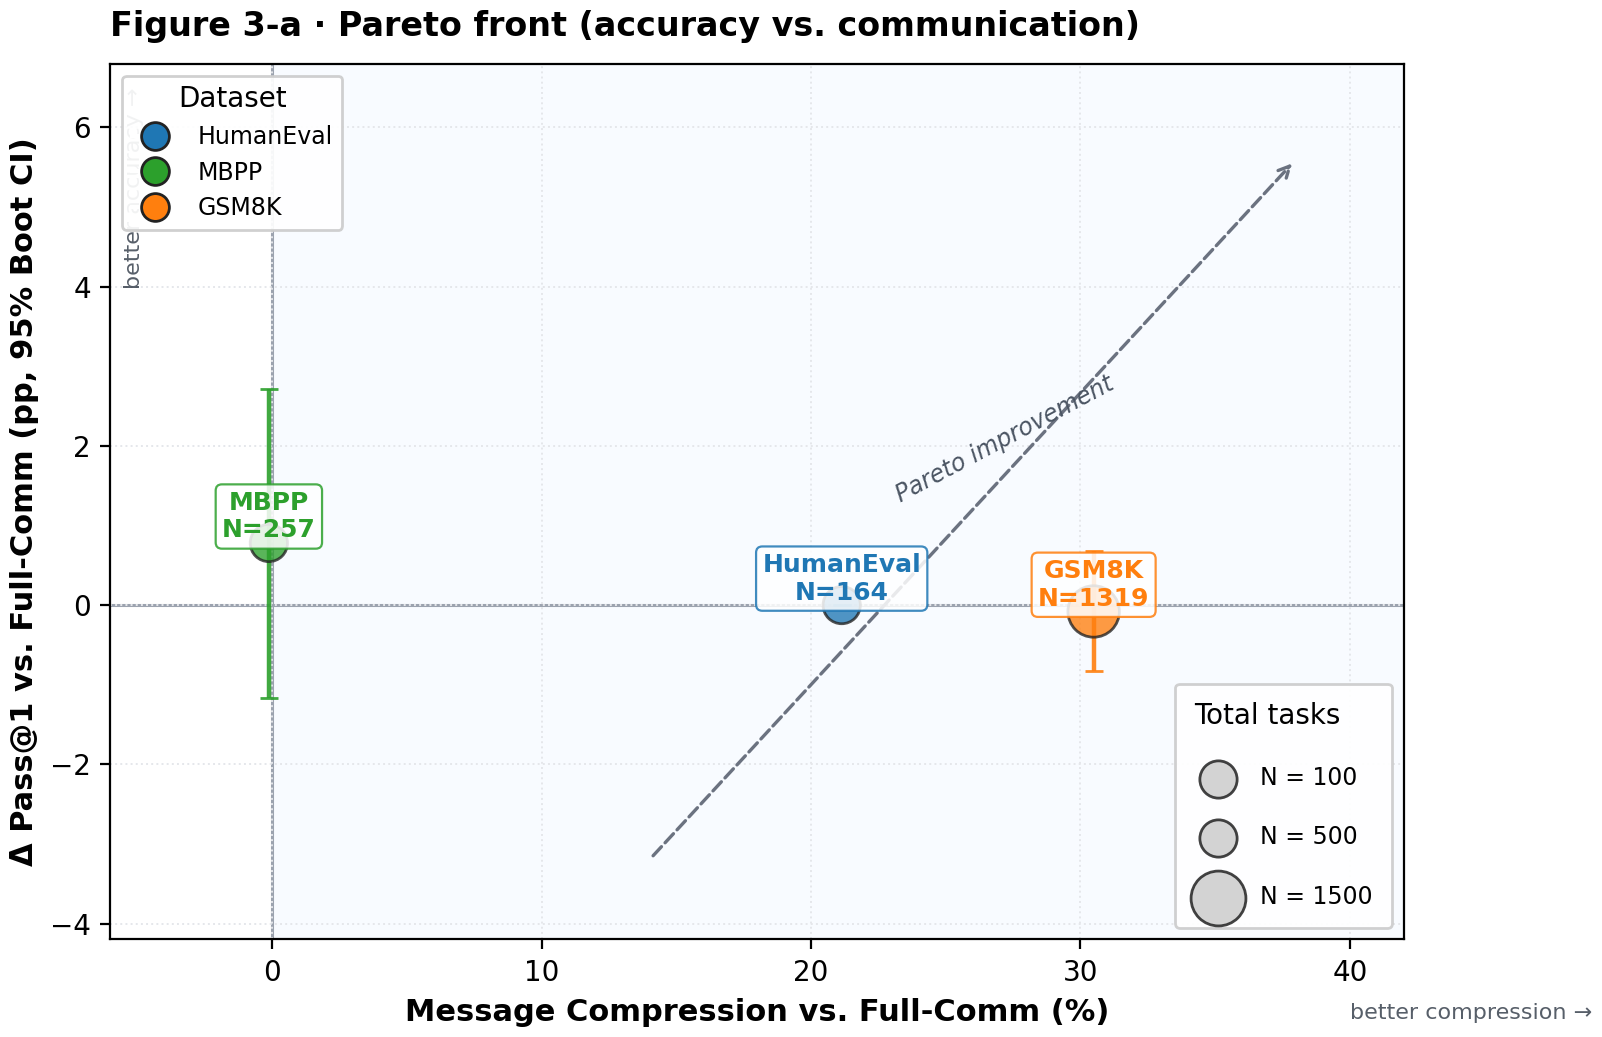 Figure 3-a · Pareto front (accuracy vs. communication)
Δ Pass@1 vs. Full-Comm (pp, 95% Boot CI)
better accuracy →
Dataset
HumanEval
MBPP
GSM8K
6
4
2
0
−2
−4
Pareto improvement
MBPP
N=257
HumanEval
N=164
GSM8K
N=1319
Total tasks
N = 100
N = 500
N = 1500
0
10
20
30
40
Message Compression vs. Full-Comm (%)
better compression →